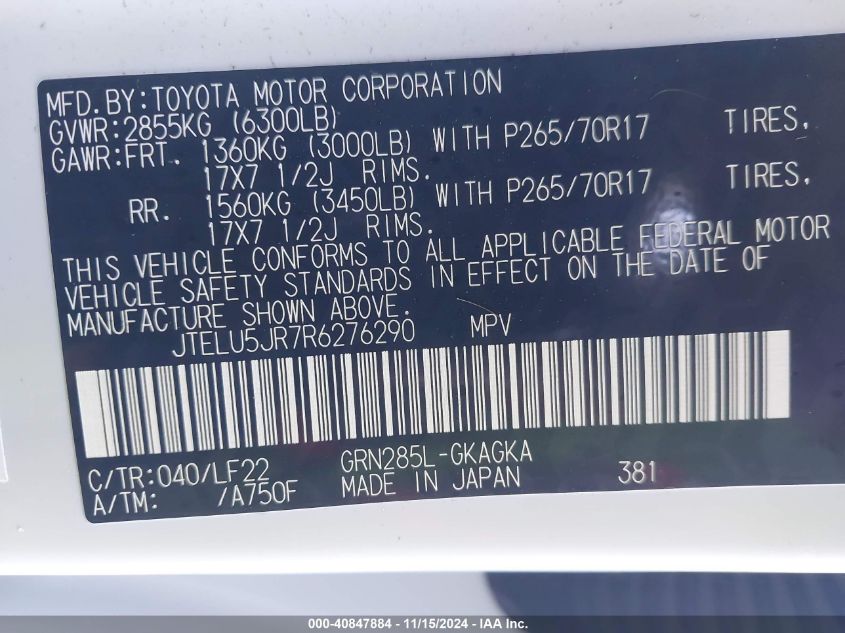 MFD.BY:TOYOTA MOTOR CORPORATION
GVWR:2855KG (6300LB)
GAWR:FRT. 1360KG (3000LB) WITH P265/70R17 TIRES,
17X7 1/2J RIMS.
RR. 1560KG (3450LB) WITH P265/70R17 TIRES,
17X7 1/2J RIMS.
THIS VEHICLE CONFORMS TO ALL APPLICABLE FEDERAL MOTOR
VEHICLE SAFETY STANDARDS IN EFFECT ON THE DATE OF
MANUFACTURE SHOWN ABOVE.
JTELU5JR7R6276290 MPV
C/TR:040/LF22 GRN285L-GKAGKA
A/TM: /A750F MADE IN JAPAN 381
000-40847884 - 11/15/2024 - IAA Inc.